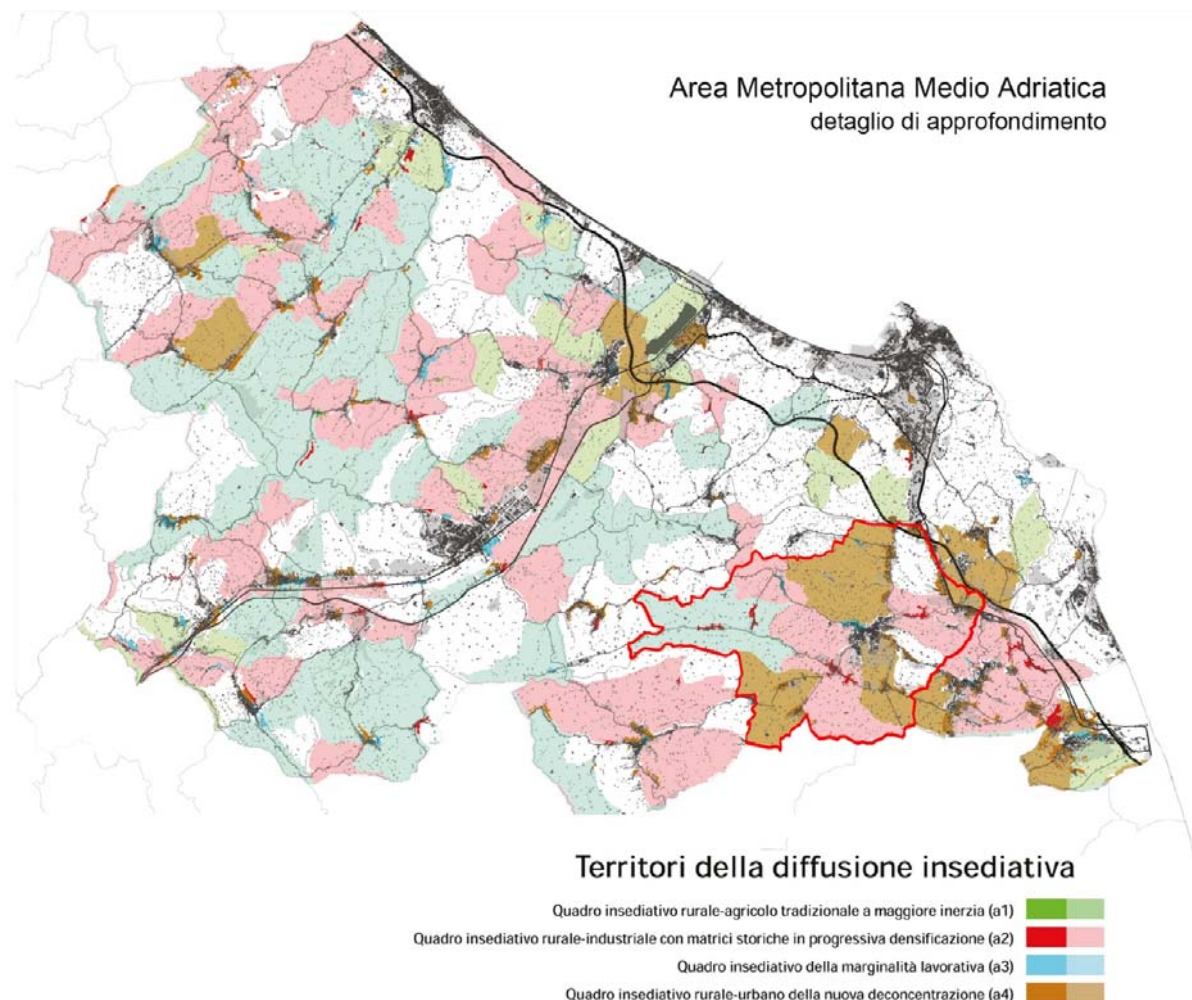 Area Metropolitana Medio Adriatica
detaglio di approfondimento
Territori della diffusione insediativa
Quadro insediativo rurale-agricolo tradizionale a maggiore inerzia (a1)
Quadro insediativo rurale-industriale con matrici storiche in progressiva densificazione (a2)
Quadro insediativo della marginalità lavorativa (a3)
Quadro insediativo rurale-urbano della nuova deconcentrazione (a4)